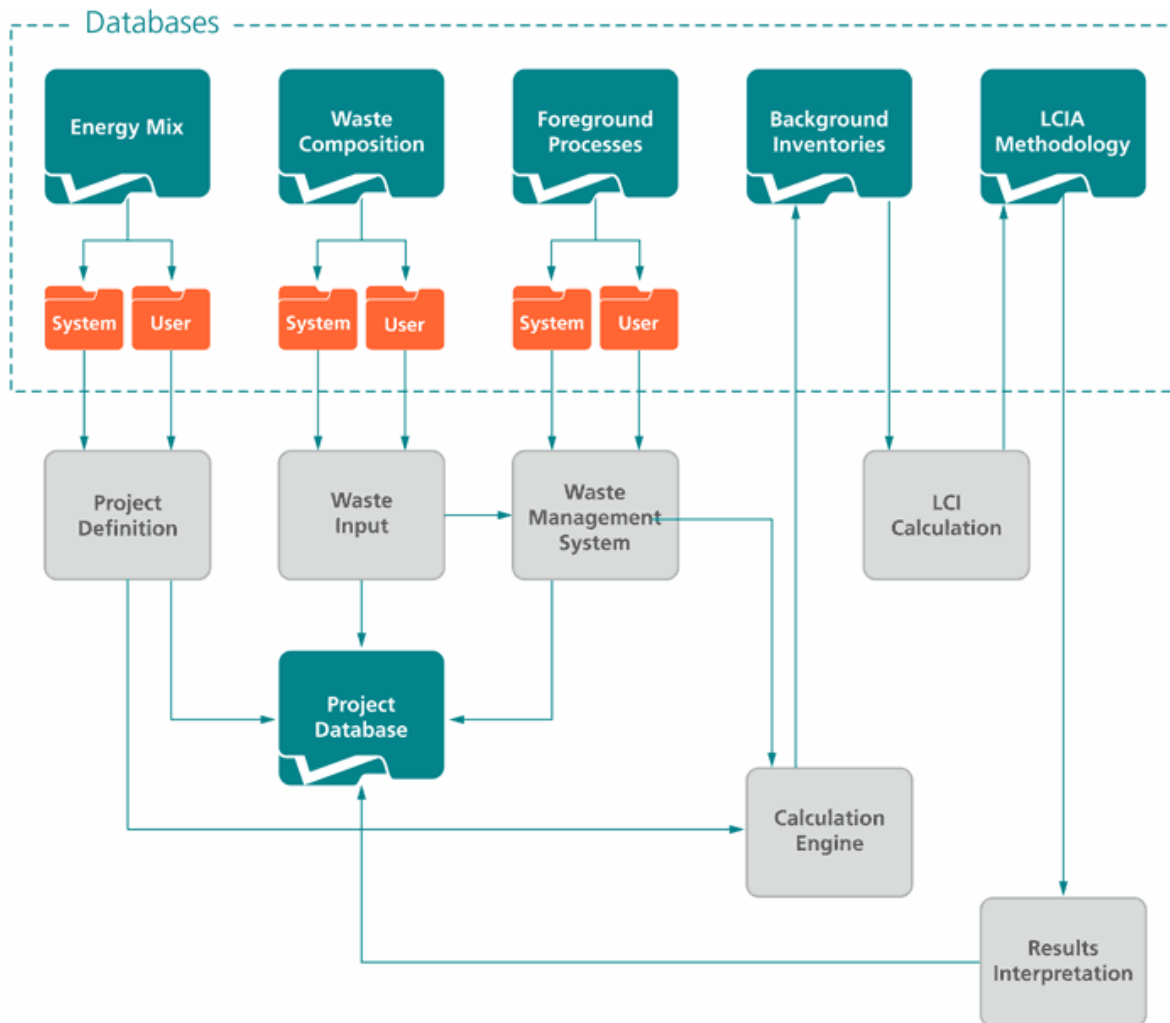 Databases
Energy Mix
Waste
Composition
Foreground
Processes
Background
Inventories
LCIA
Methodology
System
User
System
User
System
User
Project
Definition
Waste
Input
Waste
Management
System
LCI
Calculation
Project
Database
Calculation
Engine
Results
Interpretation